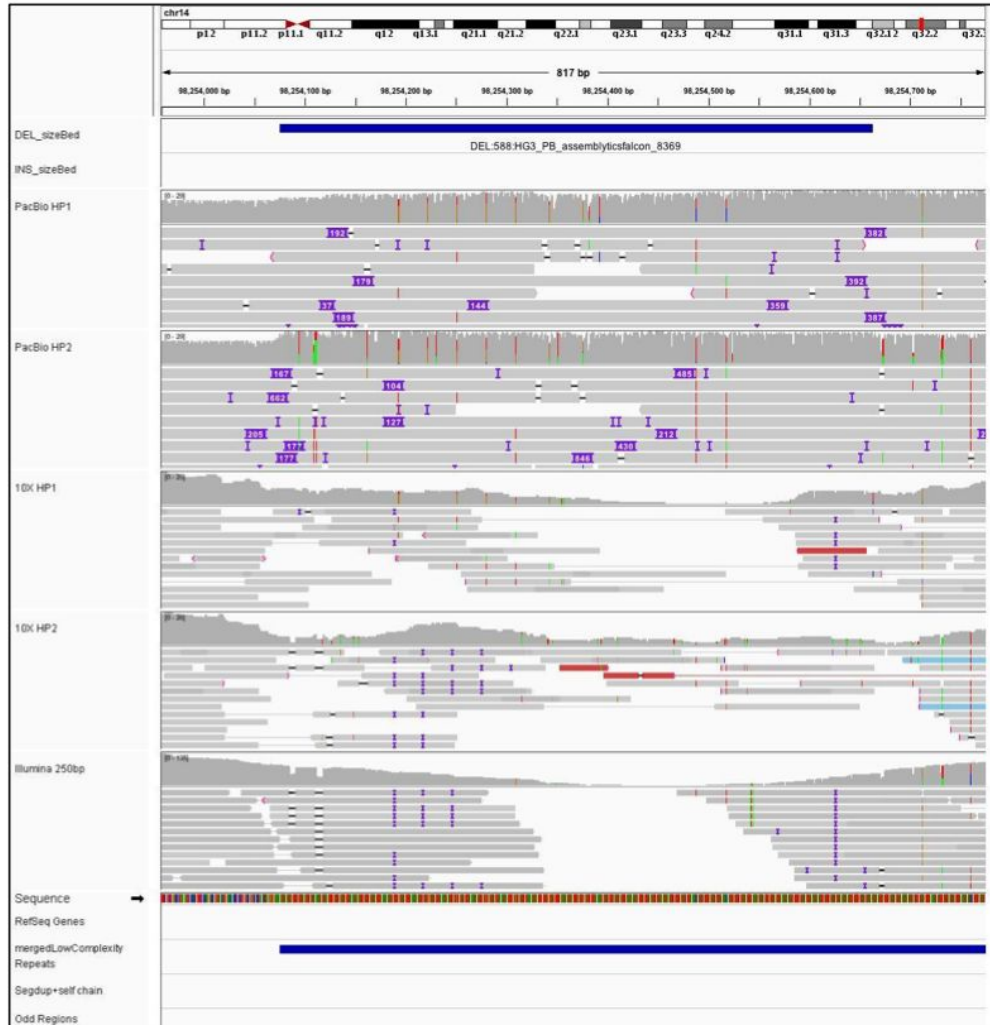 chr14
p12 p11.2 p11.1 q11.2 q12 q13.1 q21.1 q21.2 q22.1 q23.1 q23.3 q24.2 q31.1 q31.3 q32.12 q32.2
817 bp
98,254,000 bp 98,254,100 bp 98,254,200 bp 98,254,300 bp 98,254,400 bp 98,254,500 bp 98,254,600 bp 98,254,700 bp
DEL_sizeBed
DEL:588:HG3_PB_assemblyticsfalcon_8369
INS_sizeBed
PacBio HP1
192 382
179 392
37 144 359
189 387
PacBio HP2
167 485
104
662
127
205 212
177 430
177 846
10X HP1
10X HP2
Illumina 250bp
Sequence
RefSeq Genes
mergedLowComplexity
Repeats
Segdup+self chain
Odd Regions